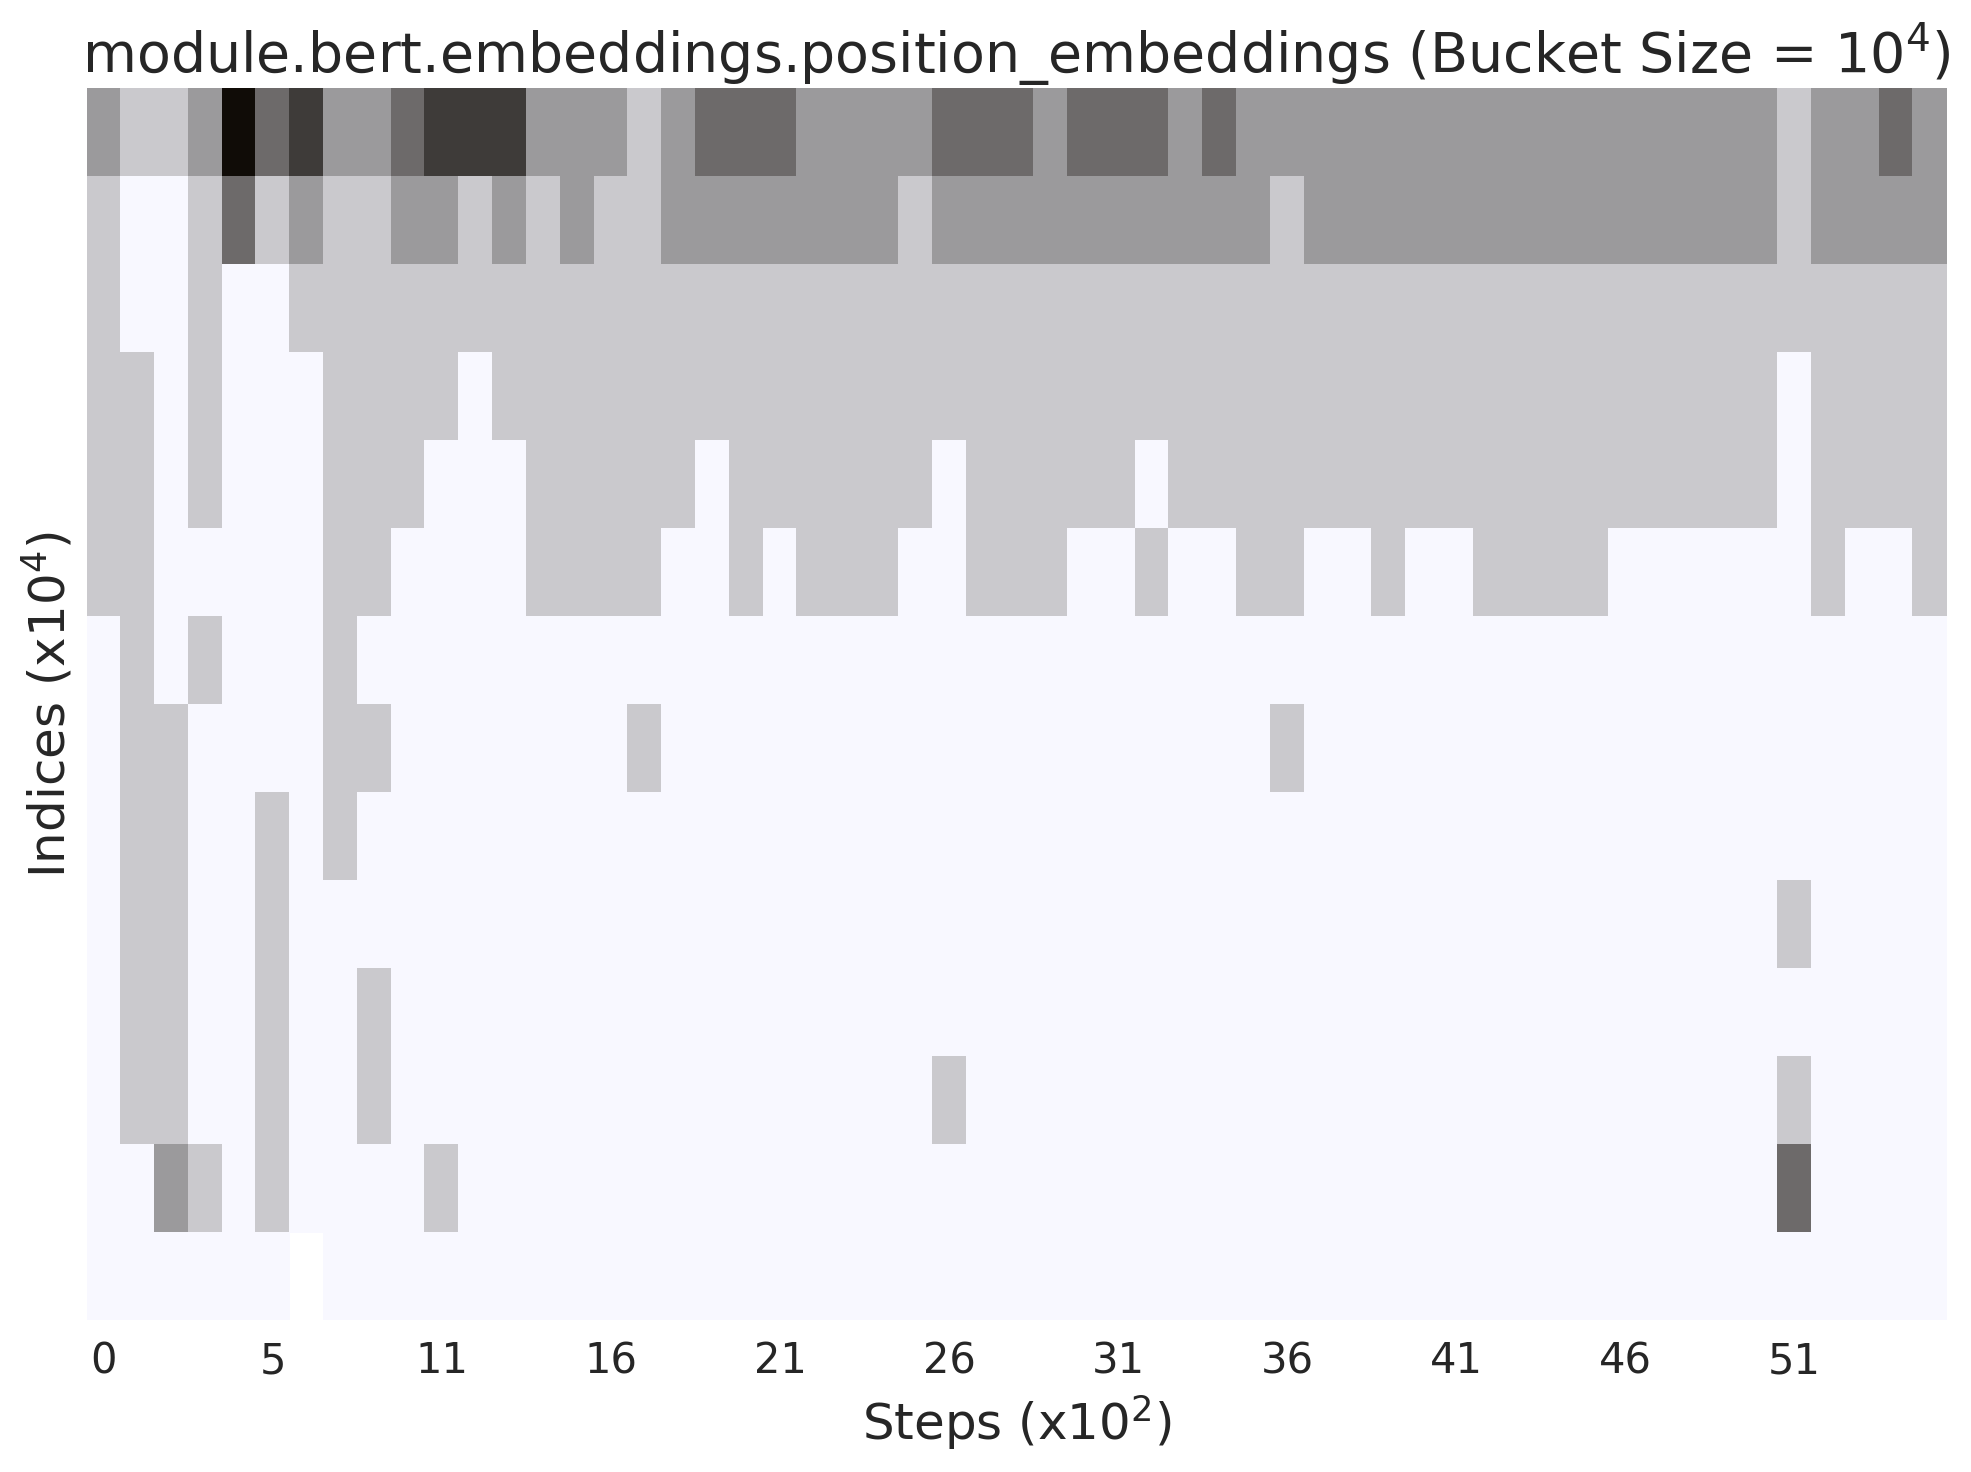 module.bert.embeddings.position_embeddings (Bucket Size = 10⁴)
Indices (x10⁴)
0 5 11 16 21 26 31 36 41 46 51
Steps (x10²)